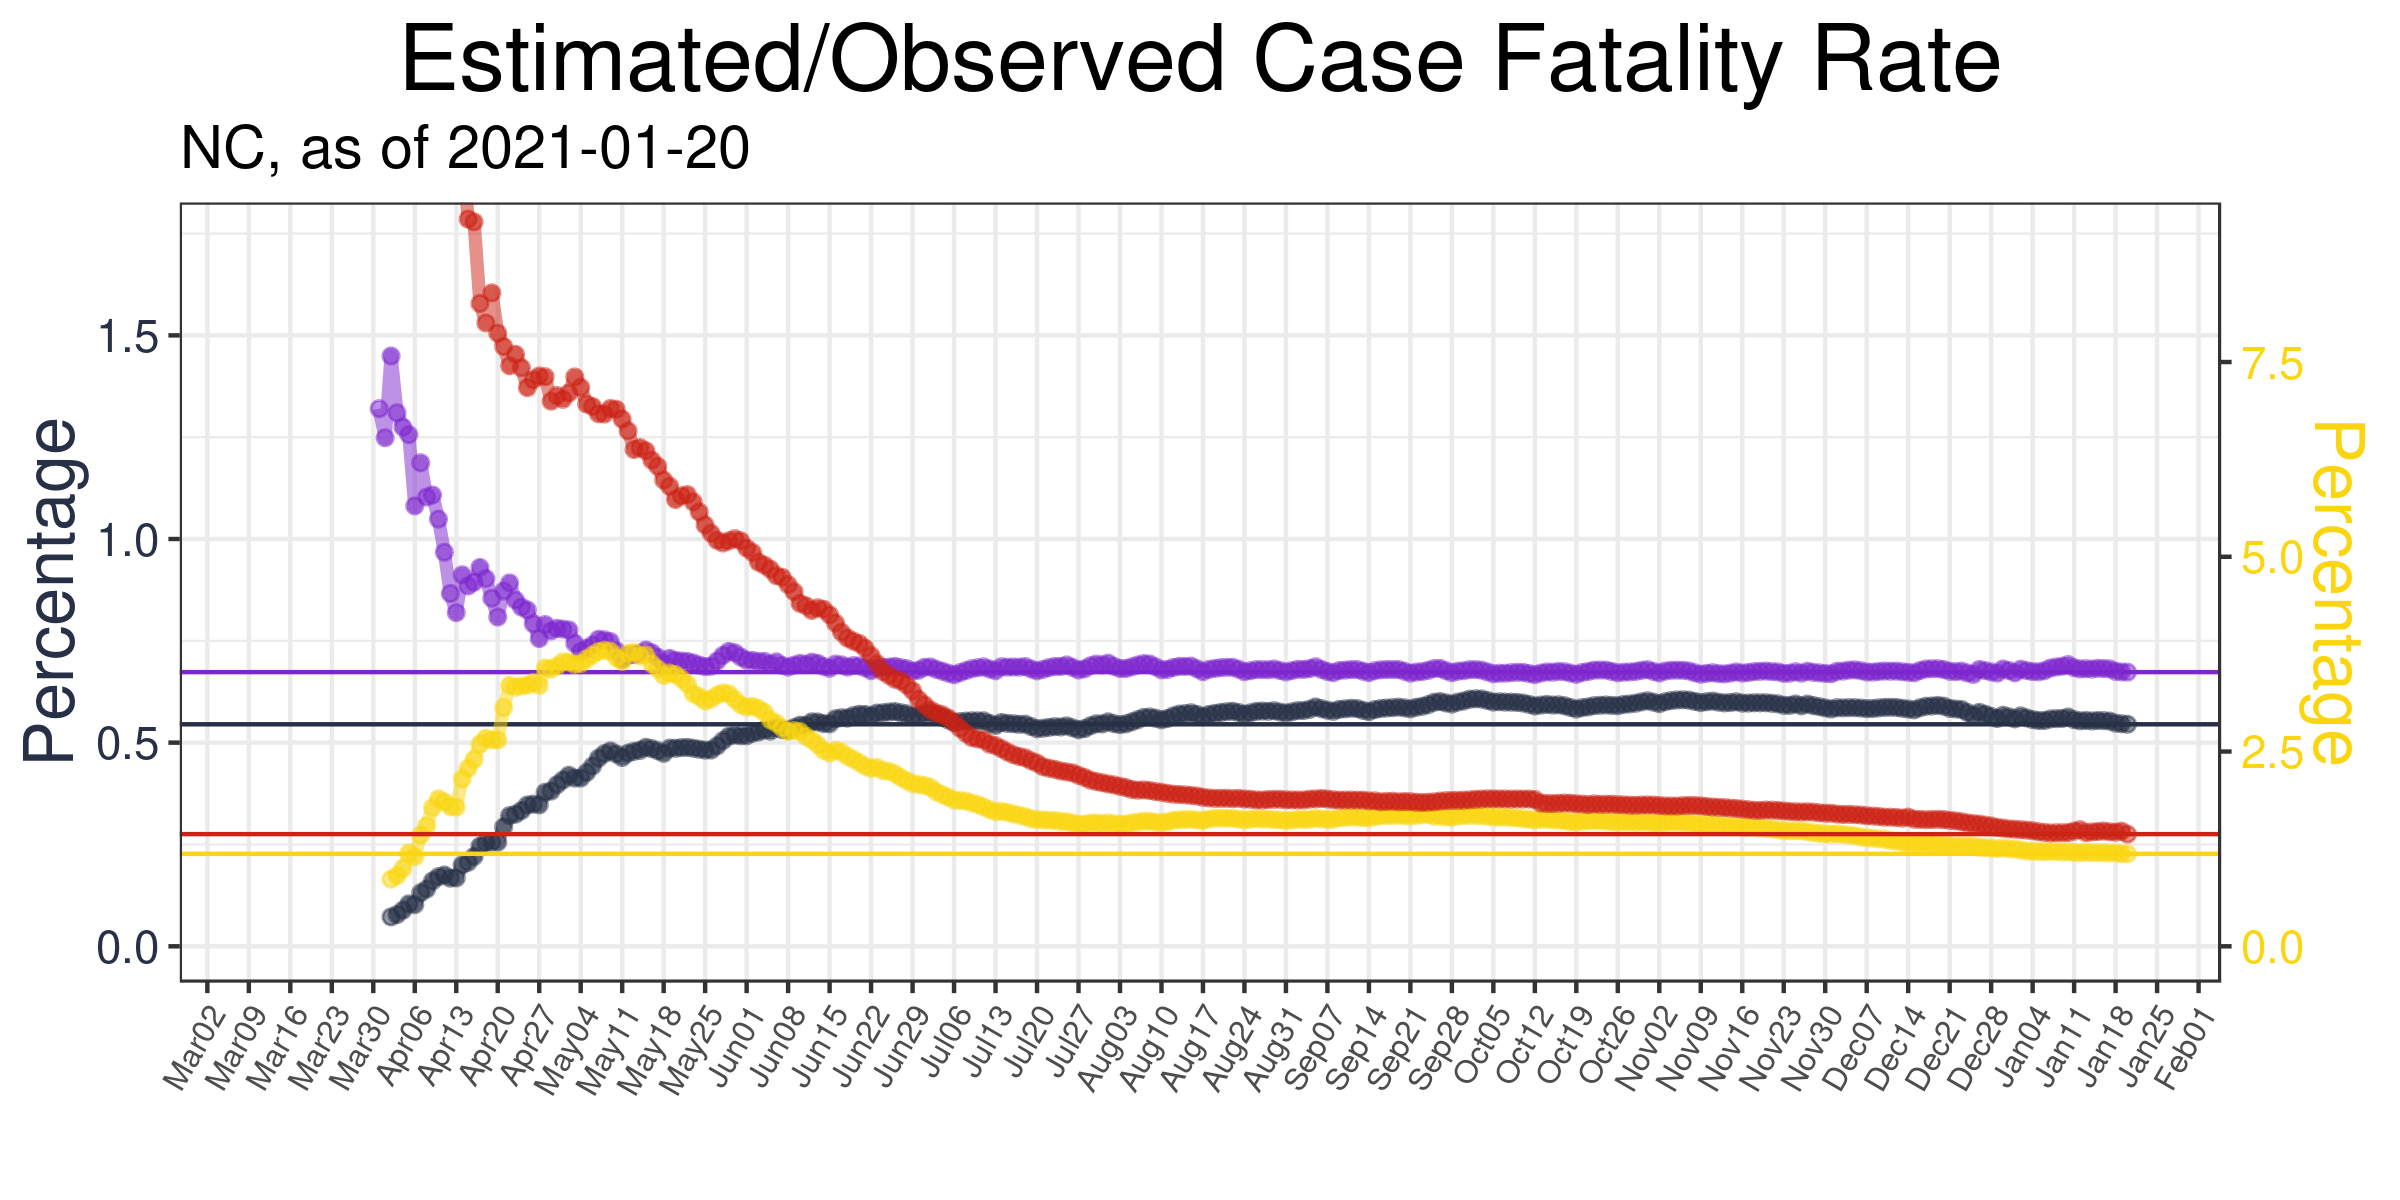 Estimated/Observed Case Fatality Rate
NC, as of 2021-01-20
Percentage
1.5
1.0
0.5
0.0
7.5
5.0
2.5
0.0
Percentage
Mar02
Mar09
Mar16
Mar23
Mar30
Apr06
Apr13
Apr20
Apr27
May04
May11
May18
May25
Jun01
Jun08
Jun15
Jun22
Jun29
Jul06
Jul13
Jul20
Jul27
Aug03
Aug10
Aug17
Aug24
Aug31
Sep07
Sep14
Sep21
Sep28
Oct05
Oct12
Oct19
Oct26
Nov02
Nov09
Nov16
Nov23
Nov30
Dec07
Dec14
Dec21
Dec28
Jan04
Jan11
Jan18
Jan25
Feb01